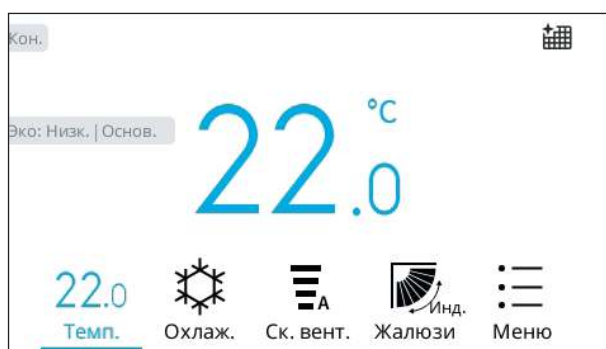 Кон.
Эко: Низк. | Основ.
22.0 °C
22.0
A
Инд.
Темп. Охлаж. Ск. вент. Жалюзи Меню